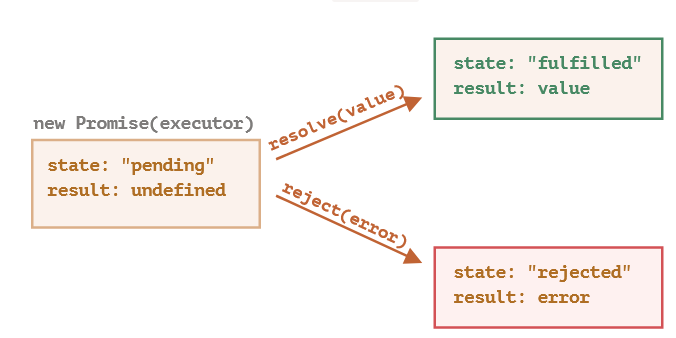 new Promise(executor)
state: "pending"
result: undefined
resolve(value)
reject(error)
state: "fulfilled"
result: value
state: "rejected"
result: error